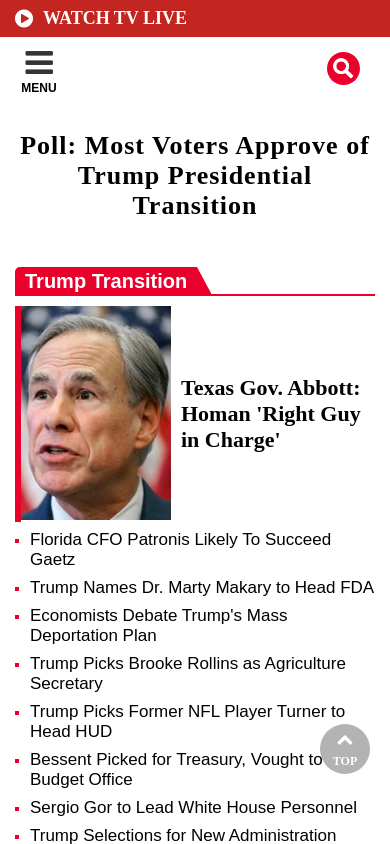 WATCH TV LIVE
MENU
Poll: Most Voters Approve of
Trump Presidential
Transition
Trump Transition
Texas Gov. Abbott:
Homan 'Right Guy
in Charge'
Florida CFO Patronis Likely To Succeed
Gaetz
Trump Names Dr. Marty Makary to Head FDA
Economists Debate Trump's Mass
Deportation Plan
Trump Picks Brooke Rollins as Agriculture
Secretary
Trump Picks Former NFL Player Turner to
Head HUD
Bessent Picked for Treasury, Vought to
Budget Office
TOP
Sergio Gor to Lead White House Personnel
Trump Selections for New Administration